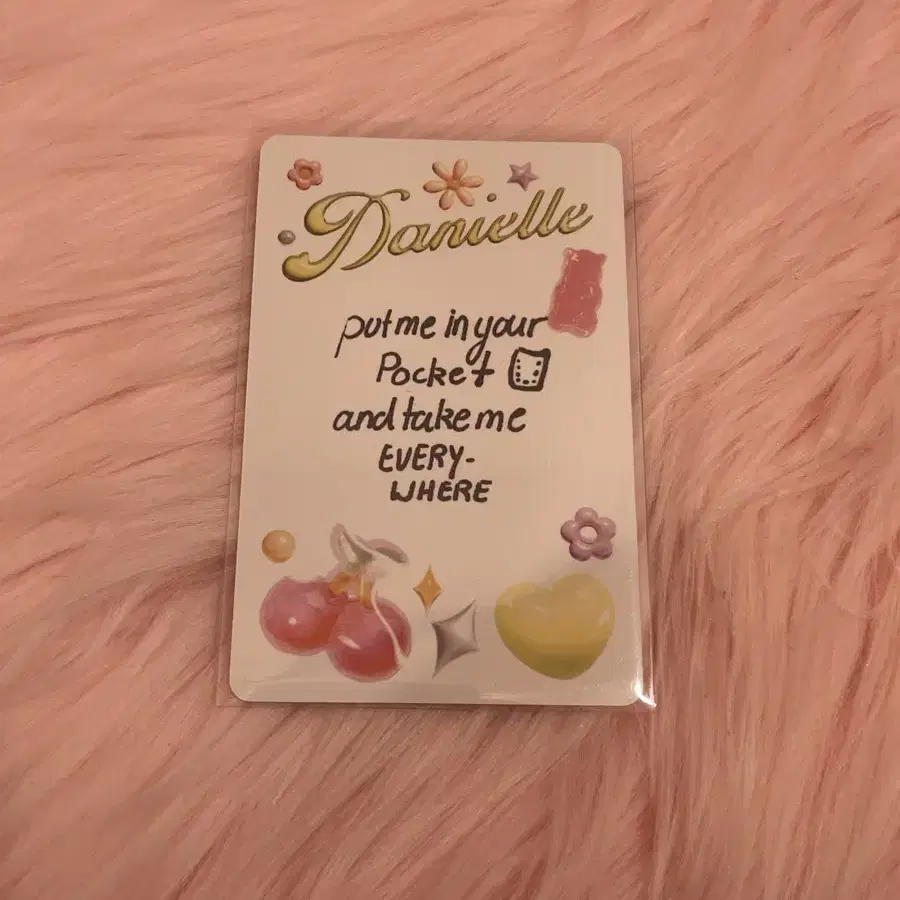 Danielle
put me in your
Pocket
and take me
EVERY-
WHERE